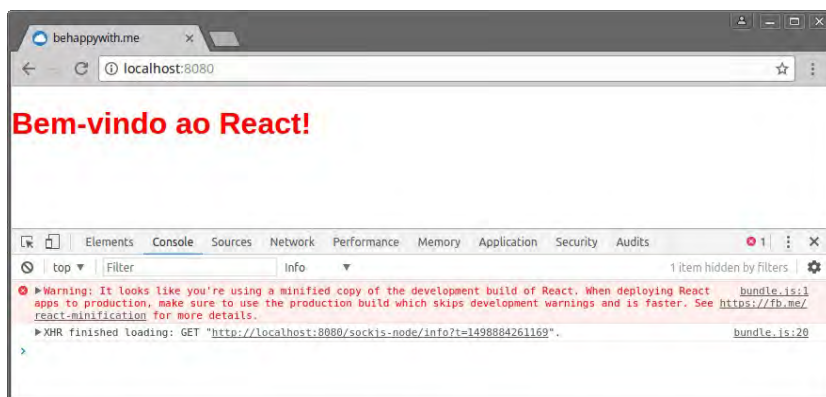 behappywith.me
localhost:8080
Bem-vindo ao React!
Elements Console Sources Network Performance Memory Application Security Audits 1
top Filter Info 1 item hidden by filters
Warning: It looks like you're using a minified copy of the development build of React. When deploying React bundle.js:1
apps to production, make sure to use the production build which skips development warnings and is faster. See https://fb.me/
react-minification for more details.
XHR finished loading: GET "http://localhost:8080/sockjs-node/info?t=1498884261169". bundle.js:20